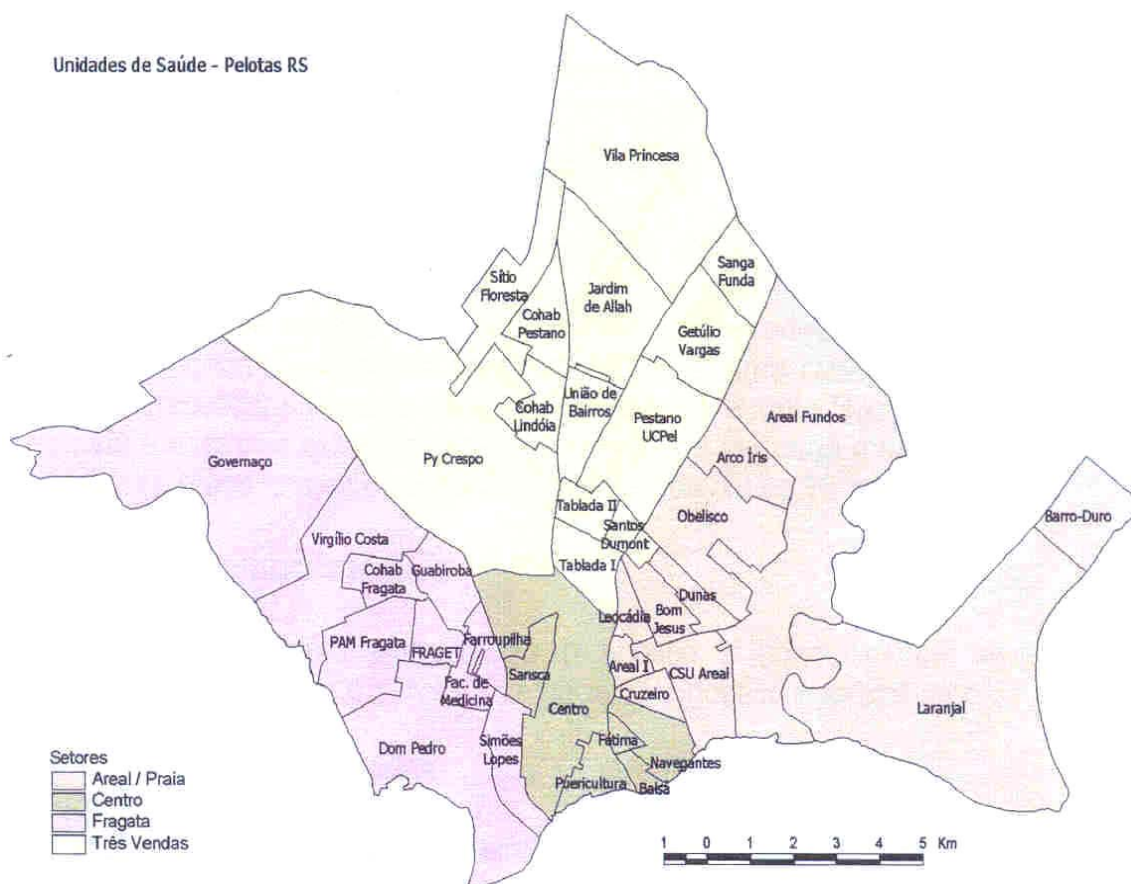 Unidades de Saúde - Pelotas RS
Vila Princesa
Sanga
Funda
Sítio
Floresta
Jardim
de Allah
Cohab
Pestano
Getúlio
Vargas
União de
Bairros
Cohab
Lindóia
Pestano
UCPel
Areal Fundos
Arco Íris
Py Crespo
Governaço
Tablada II
Obelisco
Barro-Duro
Santos
Dumont
Virgílio Costa
Cohab
Fragata
Guabiroba
Tablada I
Dunas
Leocádia
Bom
Jesus
PAM Fragata
FRAGET
Farroupilha
Sansca
Areal I
CSU Areal
Fac. de
Medicina
Cruzeiro
Centro
Laranjal
Dom Pedro
Simões
Lopes
Fátima
Navegantes
Puericultura
Balsa
Setores
Areal / Praia
Centro
Fragata
Três Vendas
1 0 1 2 3 4 5 Km